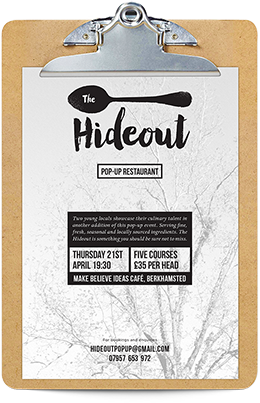 The
Hideout
POP-UP RESTAURANT
Two young locals showcase their culinary talent in
another addition of this pop-up event. Serving fine,
fresh, seasonal and locally sourced ingredients. The
Hideout is something you should be sure not to miss.
THURSDAY 21ST
APRIL 19:30
FIVE COURSES
£35 PER HEAD
MAKE BELIEVE IDEAS CAFÉ, BERKHAMSTED
For bookings and enquiries
HIDEOUTPOPUP@GMAIL.COM
07957 653 972